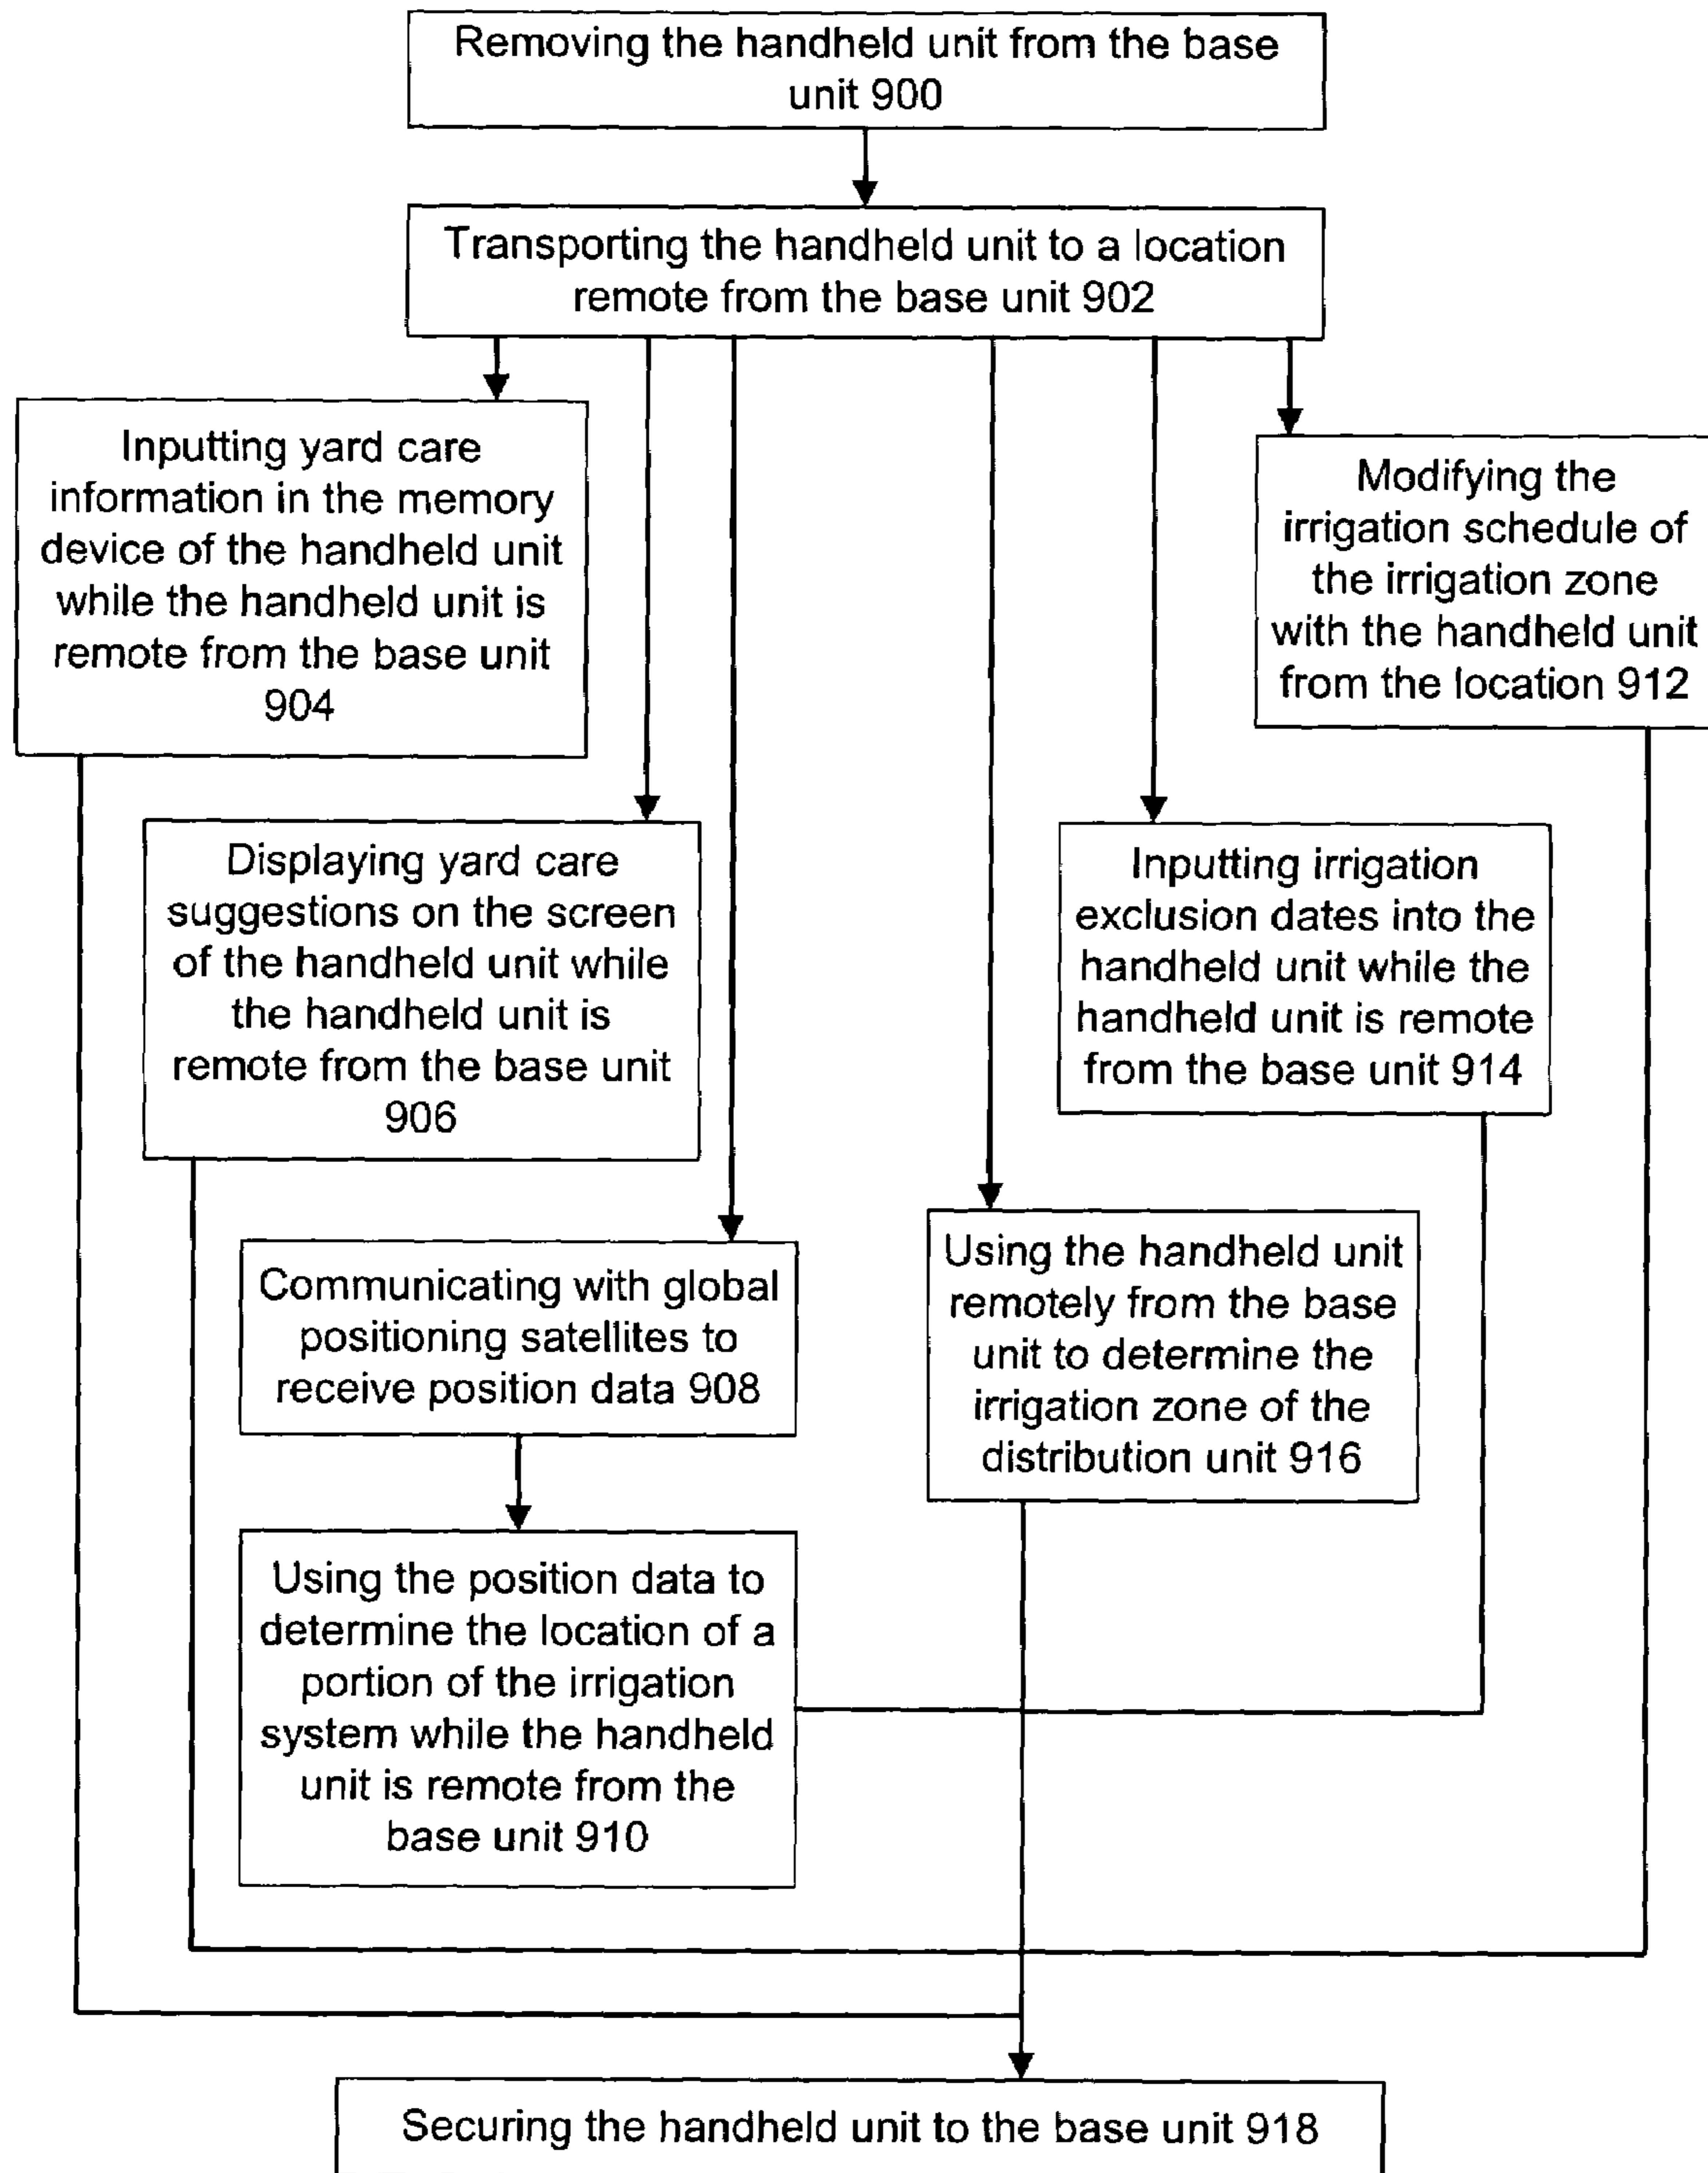 Removing the handheld unit from the base
unit 900
Transporting the handheld unit to a location
remote from the base unit 902
Inputting yard care
information in the memory
device of the handheld unit
while the handheld unit is
remote from the base unit
904
Modifying the
irrigation schedule of
the irrigation zone
with the handheld unit
from the location 912
Displaying yard care
suggestions on the screen
of the handheld unit while
the handheld unit is
remote from the base unit
906
Inputting irrigation
exclusion dates into the
handheld unit while the
handheld unit is remote
from the base unit 914
Communicating with global
positioning satellites to
receive position data 908
Using the handheld unit
remotely from the base
unit to determine the
irrigation zone of the
distribution unit 916
Using the position data to
determine the location of a
portion of the irrigation
system while the handheld
unit is remote from the
base unit 910
Securing the handheld unit to the base unit 918